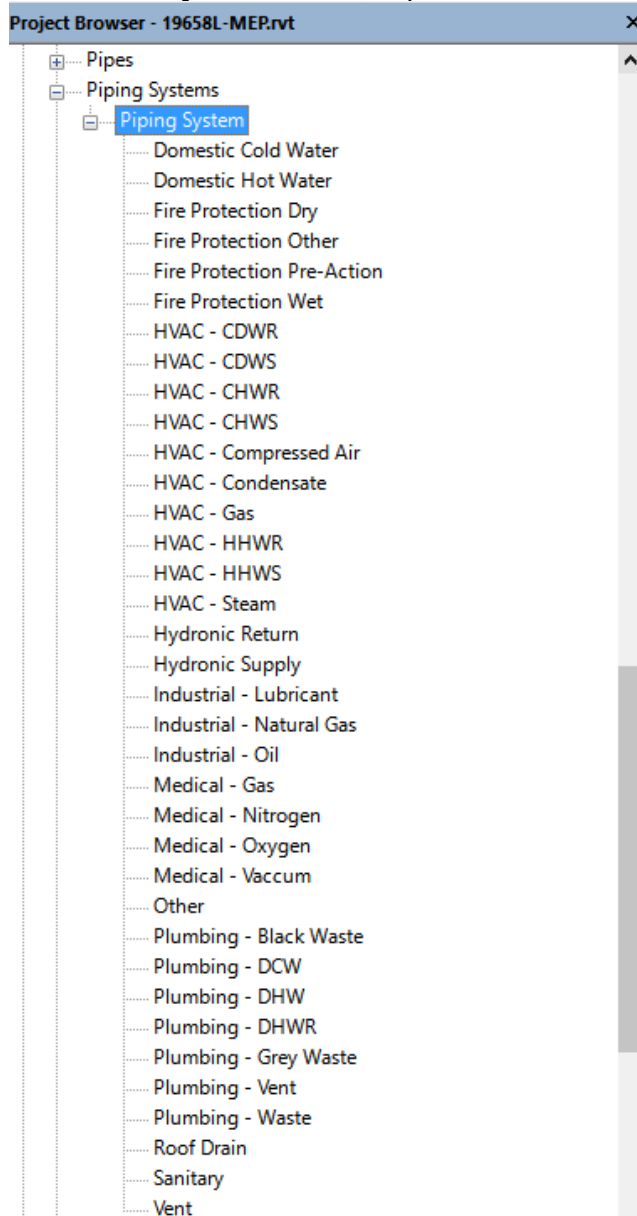 Project Browser - 19658L-MEP.rvt
Pipes
Piping Systems
Piping System
Domestic Cold Water
Domestic Hot Water
Fire Protection Dry
Fire Protection Other
Fire Protection Pre-Action
Fire Protection Wet
HVAC - CDWR
HVAC - CDWS
HVAC - CHWR
HVAC - CHWS
HVAC - Compressed Air
HVAC - Condensate
HVAC - Gas
HVAC - HHWR
HVAC - HHWS
HVAC - Steam
Hydronic Return
Hydronic Supply
Industrial - Lubricant
Industrial - Natural Gas
Industrial - Oil
Medical - Gas
Medical - Nitrogen
Medical - Oxygen
Medical - Vaccum
Other
Plumbing - Black Waste
Plumbing - DCW
Plumbing - DHW
Plumbing - DHWR
Plumbing - Grey Waste
Plumbing - Vent
Plumbing - Waste
Roof Drain
Sanitary
Vent